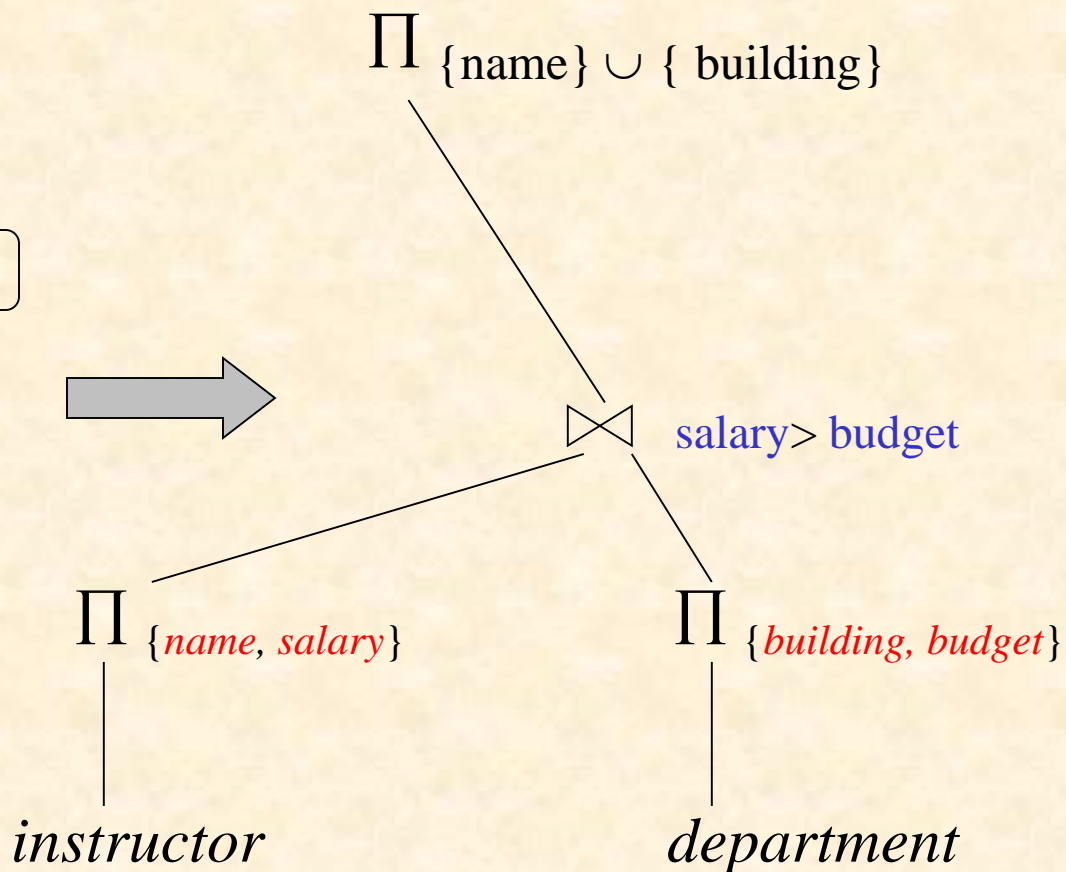 ∏ {name} ∪ { building}
salary> budget
∏ {name, salary}
∏ {building, budget}
instructor
department